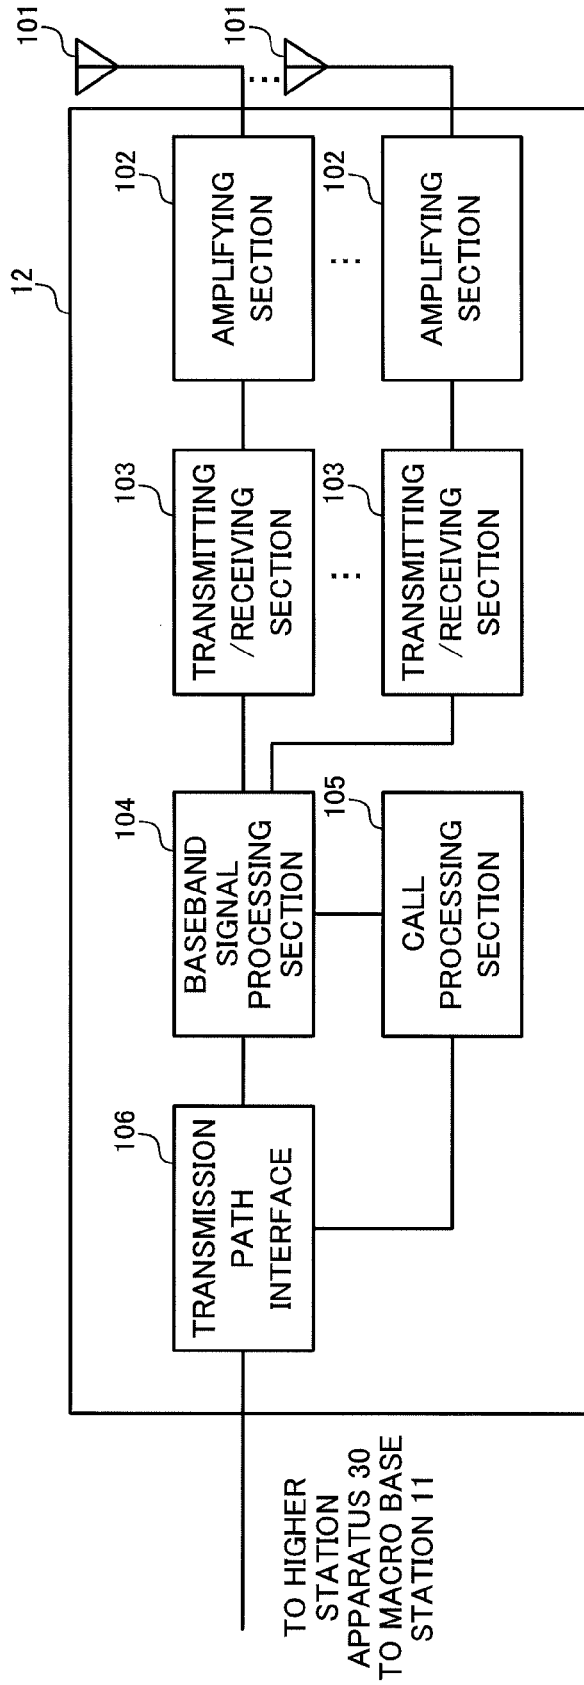 12
101
101
TO HIGHER
STATION
APPARATUS 30
TO MACRO BASE
STATION 11
106
TRANSMISSION
PATH
INTERFACE
104
BASEBAND
SIGNAL
PROCESSING
SECTION
103
TRANSMITTING
/RECEIVING
SECTION
102
AMPLIFYING
SECTION
105
CALL
PROCESSING
SECTION
103
TRANSMITTING
/RECEIVING
SECTION
102
AMPLIFYING
SECTION